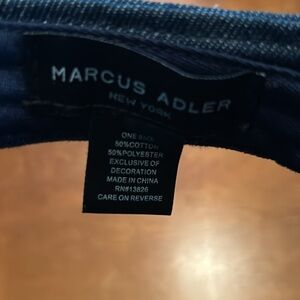 MARCUS ADLER
NEW YORK
ONE SIZE
50%COTTON
50%POLYESTER
EXCLUSIVE OF
DECORATION
MADE IN CHINA
RN#13826
CARE ON REVERSE